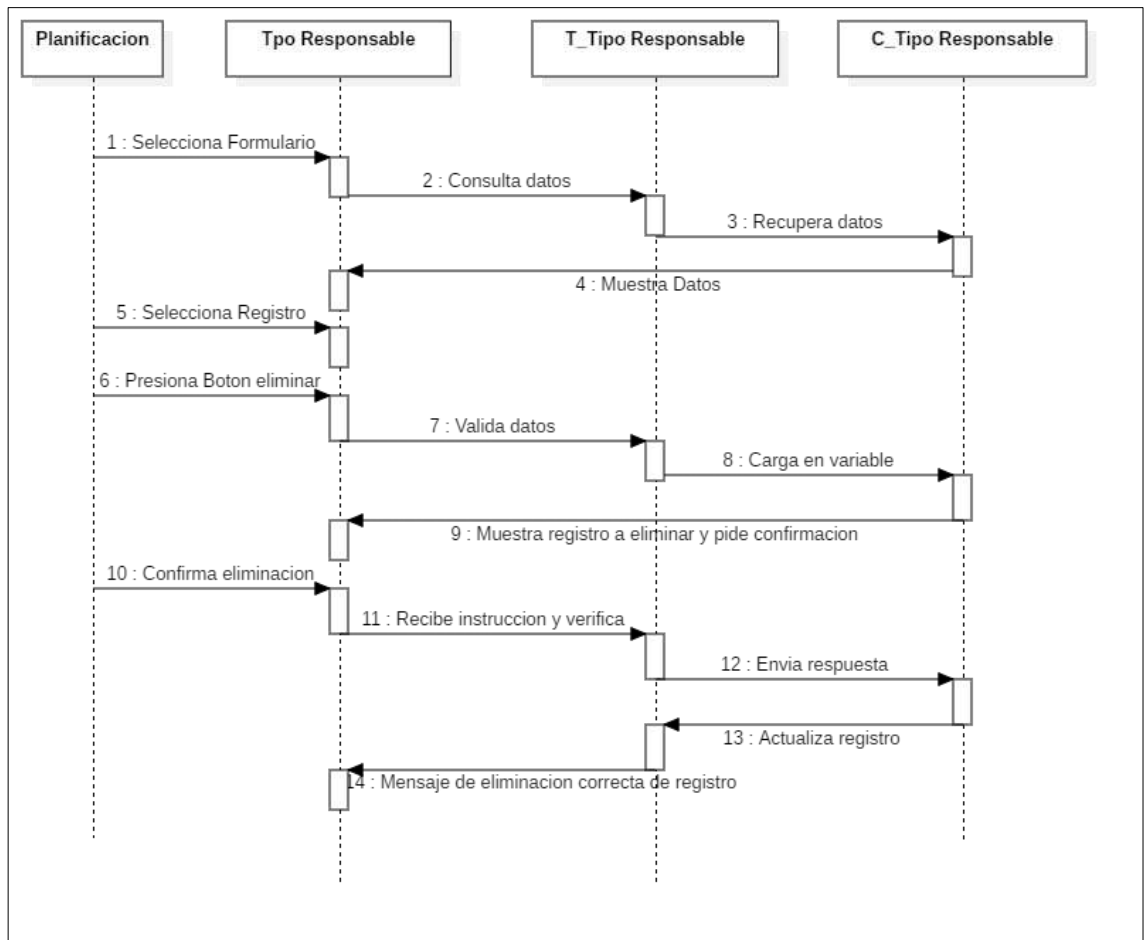 Planificacion
Tpo Responsable
T_Tipo Responsable
C_Tipo Responsable
1 : Selecciona Formulario
2 : Consulta datos
3 : Recupera datos
4 : Muestra Datos
5 : Selecciona Registro
6 : Presiona Boton eliminar
7 : Valida datos
8 : Carga en variable
9 : Muestra registro a eliminar y pide confirmacion
10 : Confirma eliminacion
11 : Recibe instruccion y verifica
12 : Envia respuesta
13 : Actualiza registro
14 : Mensaje de eliminacion correcta de registro